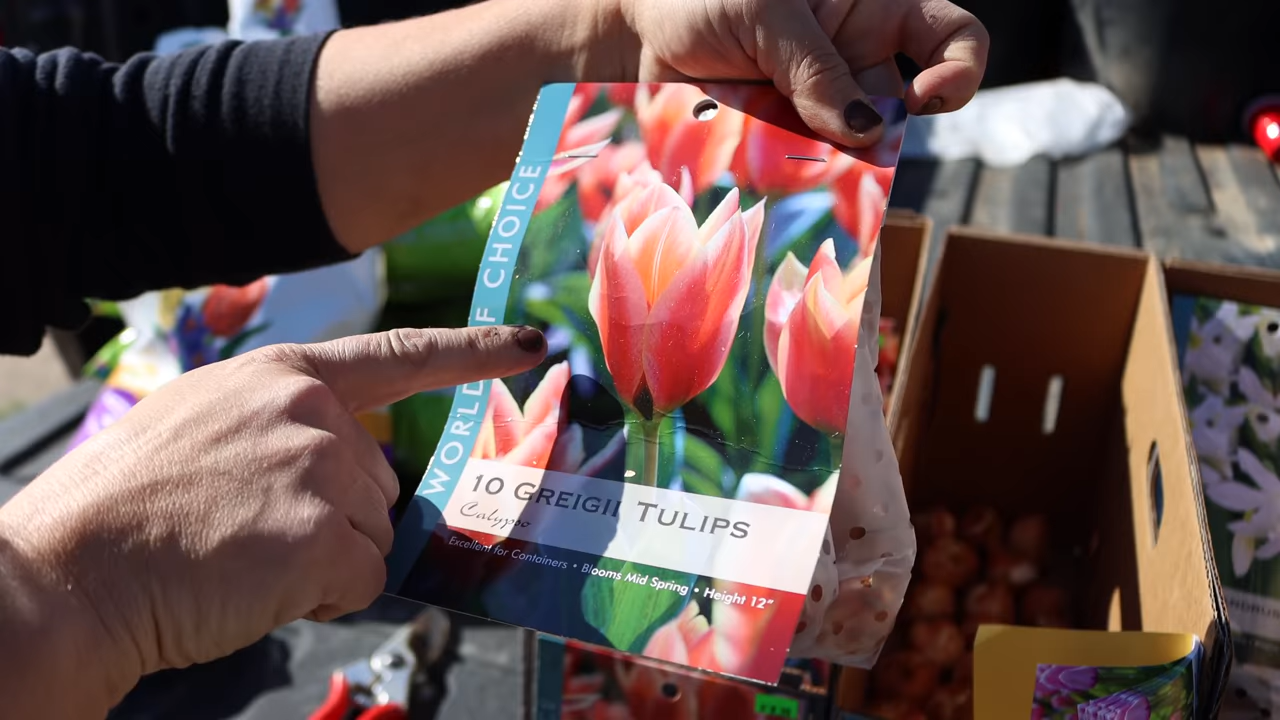 WORLD OF CHOICE
10 GREIGII TULIPS
Calypso
Excellent for Containers • Blooms Mid Spring • Height 12"